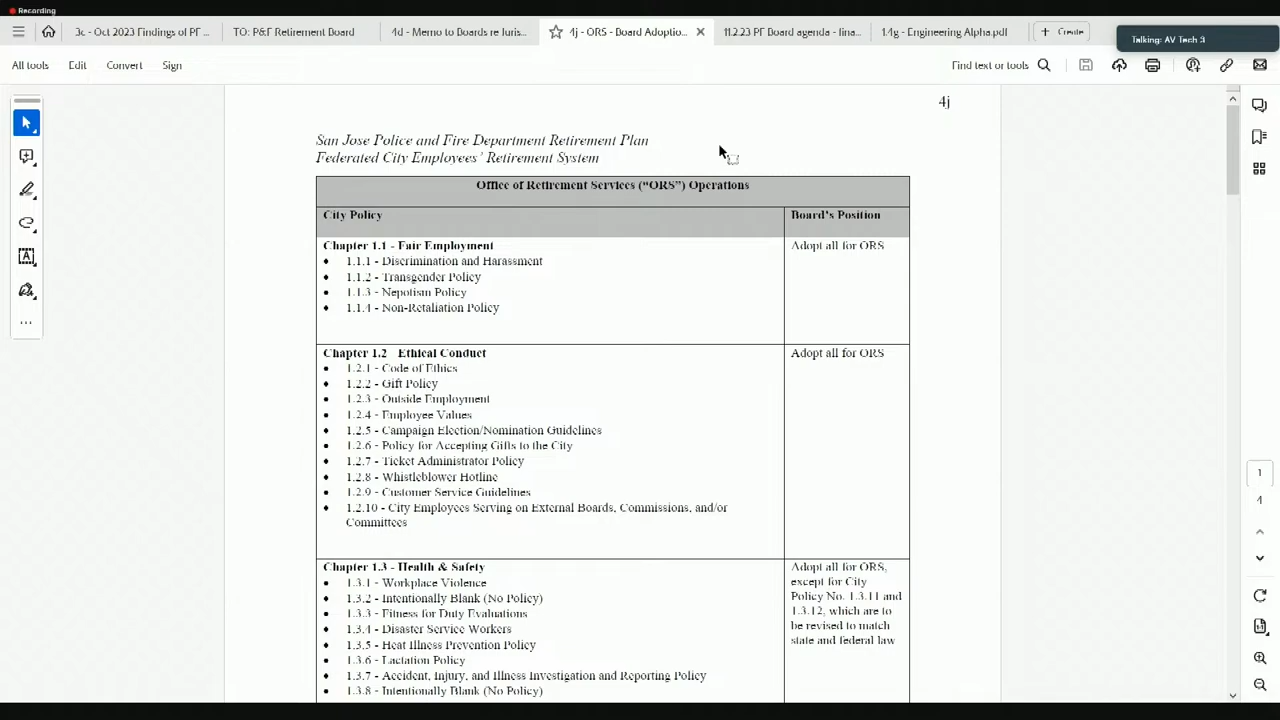 Recording
3c - Oct 2023 Findings of PF ...
TO: P&F Retirement Board
4d - Memo to Boards re Juris...
4j - ORS - Board Adoptio...
11.2.23 PF Board agenda - fina...
1.4g - Engineering Alpha.pdf
+ Create
Talking: AV Tech 3
All tools
Edit
Convert
Sign
Find text or tools
4j
San Jose Police and Fire Department Retirement Plan
Federated City Employees’ Retirement System
Office of Retirement Services (“ORS”) Operations
City Policy
Board’s Position
Chapter 1.1 - Fair Employment
Adopt all for ORS
• 1.1.1 - Discrimination and Harassment
• 1.1.2 - Transgender Policy
• 1.1.3 - Nepotism Policy
• 1.1.4 - Non-Retaliation Policy
Chapter 1.2 - Ethical Conduct
Adopt all for ORS
• 1.2.1 - Code of Ethics
• 1.2.2 - Gift Policy
• 1.2.3 - Outside Employment
• 1.2.4 - Employee Values
• 1.2.5 - Campaign Election/Nomination Guidelines
• 1.2.6 - Policy for Accepting Gifts to the City
• 1.2.7 - Ticket Administrator Policy
• 1.2.8 - Whistleblower Hotline
• 1.2.9 - Customer Service Guidelines
• 1.2.10 - City Employees Serving on External Boards, Commissions, and/or
Committees
Chapter 1.3 - Health & Safety
• 1.3.1 - Workplace Violence
• 1.3.2 - Intentionally Blank (No Policy)
• 1.3.3 - Fitness for Duty Evaluations
• 1.3.4 - Disaster Service Workers
• 1.3.5 - Heat Illness Prevention Policy
• 1.3.6 - Lactation Policy
• 1.3.7 - Accident, Injury, and Illness Investigation and Reporting Policy
• 1.3.8 - Intentionally Blank (No Policy)
Adopt all for ORS,
except for City
Policy No. 1.3.11 and
1.3.12, which are to
be revised to match
state and federal law
1
4